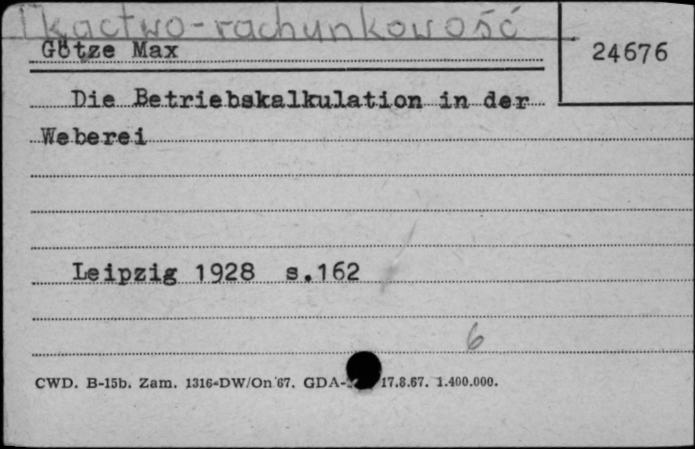 Tkactwo-rachunkowość
Götze Max
24676
Die Betriebskalkulation in der
Weberei
Leipzig 1928 s.162
6
CWD. B-15b. Zam. 1316-DW/On 67. GDA- 17.8.67. 1.400.000.